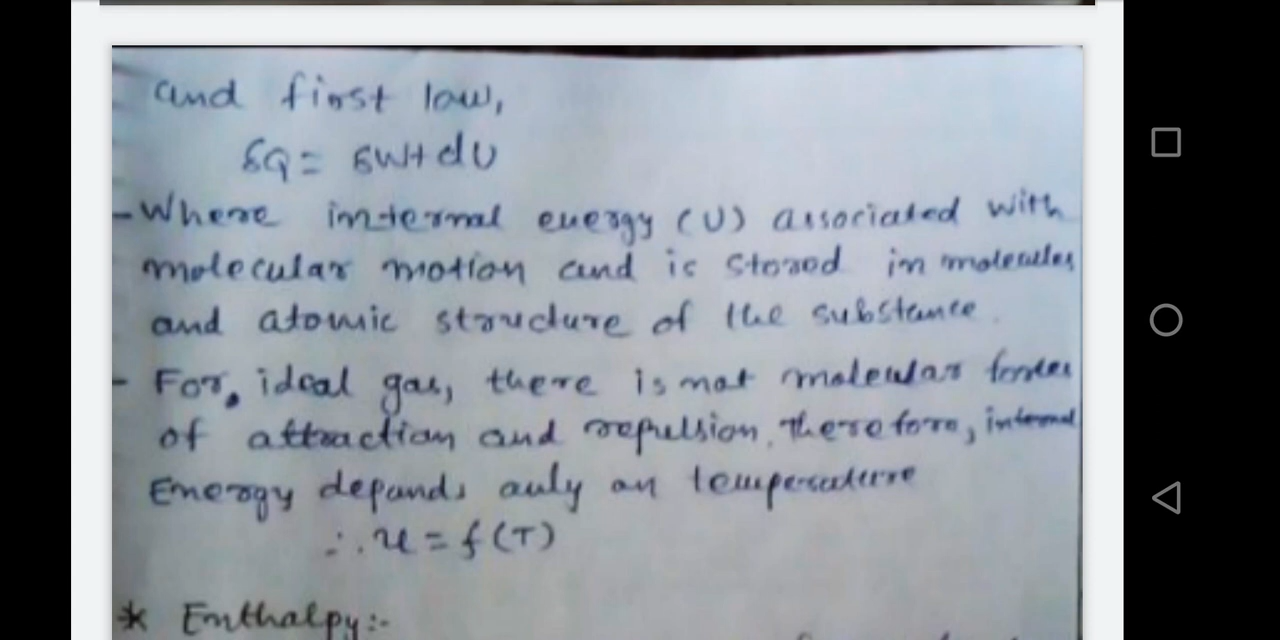 and first law,
δQ = δW+dU
- Where internal energy (U) associated with
molecular motion and is stored in molecules
and atomic structure of the substance.
- For, ideal gas, there is not molecular forces
of attraction and repulsion. Therefore, internal
Energy depands only on temperature
∴ u = f(T)
* Enthalpy:-